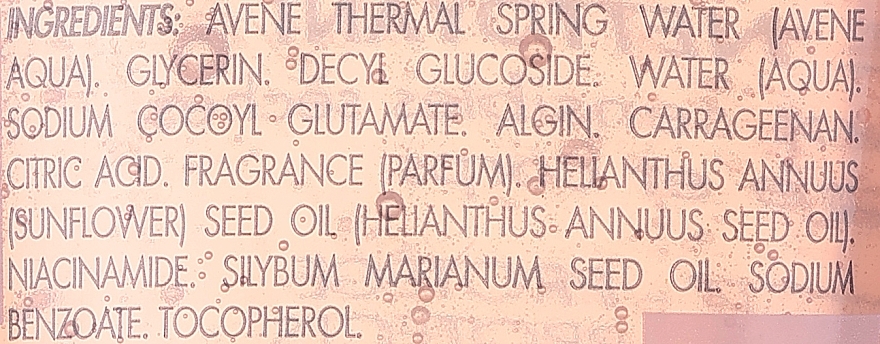 INGREDIENTS: AVENE THERMAL SPRING WATER (AVENE
AQUA). GLYCERIN. DECYL GLUCOSIDE. WATER (AQUA).
SODIUM COCOYL GLUTAMATE. ALGIN. CARRAGEENAN.
CITRIC ACID. FRAGRANCE (PARFUM). HELIANTHUS ANNUUS
(SUNFLOWER) SEED OIL (HELIANTHUS ANNUUS SEED OIL).
NIACINAMIDE. SILYBUM MARIANUM SEED OIL. SODIUM
BENZOATE. TOCOPHEROL.